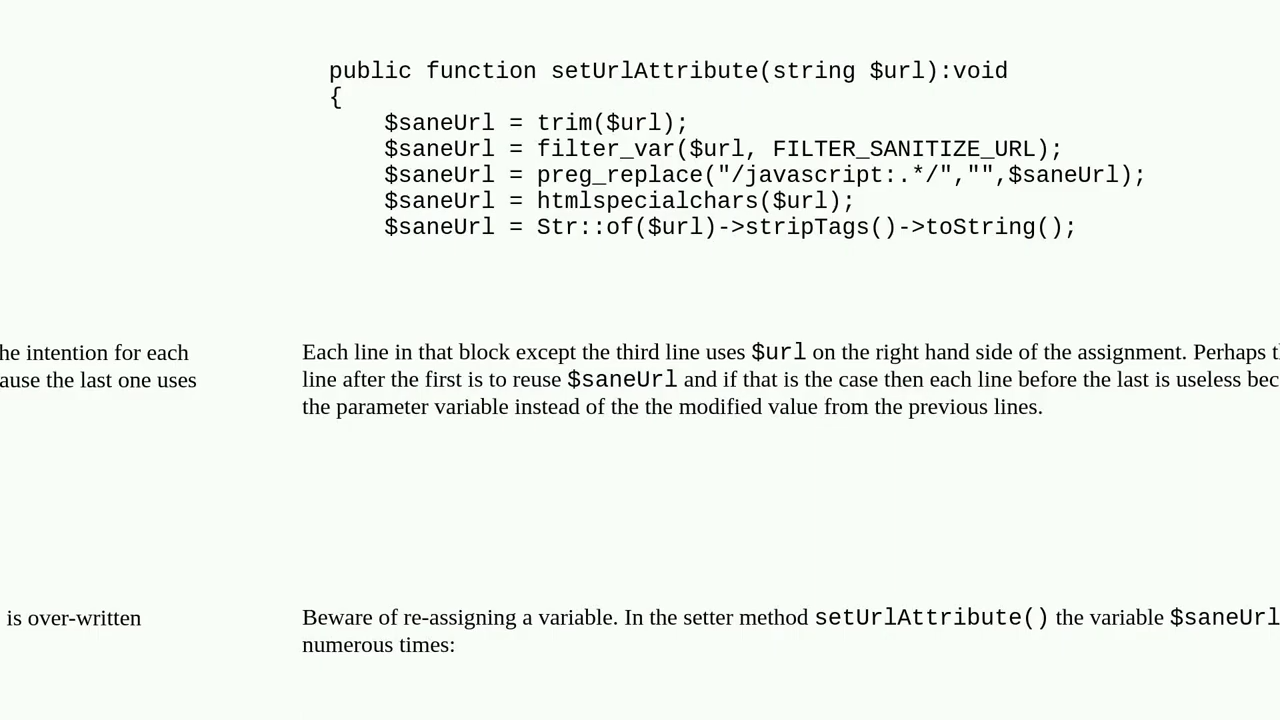 public function setUrlAttribute(string $url):void
{
$saneUrl = trim($url);
$saneUrl = filter_var($url, FILTER_SANITIZE_URL);
$saneUrl = preg_replace("/javascript:.*/","",$saneUrl);
$saneUrl = htmlspecialchars($url);
$saneUrl = Str::of($url)->stripTags()->toString();
he intention for each
ause the last one uses
Each line in that block except the third line uses $url on the right hand side of the assignment. Perhaps t
line after the first is to reuse $saneUrl and if that is the case then each line before the last is useless bec
the parameter variable instead of the the modified value from the previous lines.
is over-written
Beware of re-assigning a variable. In the setter method setUrlAttribute() the variable $saneUrl
numerous times: